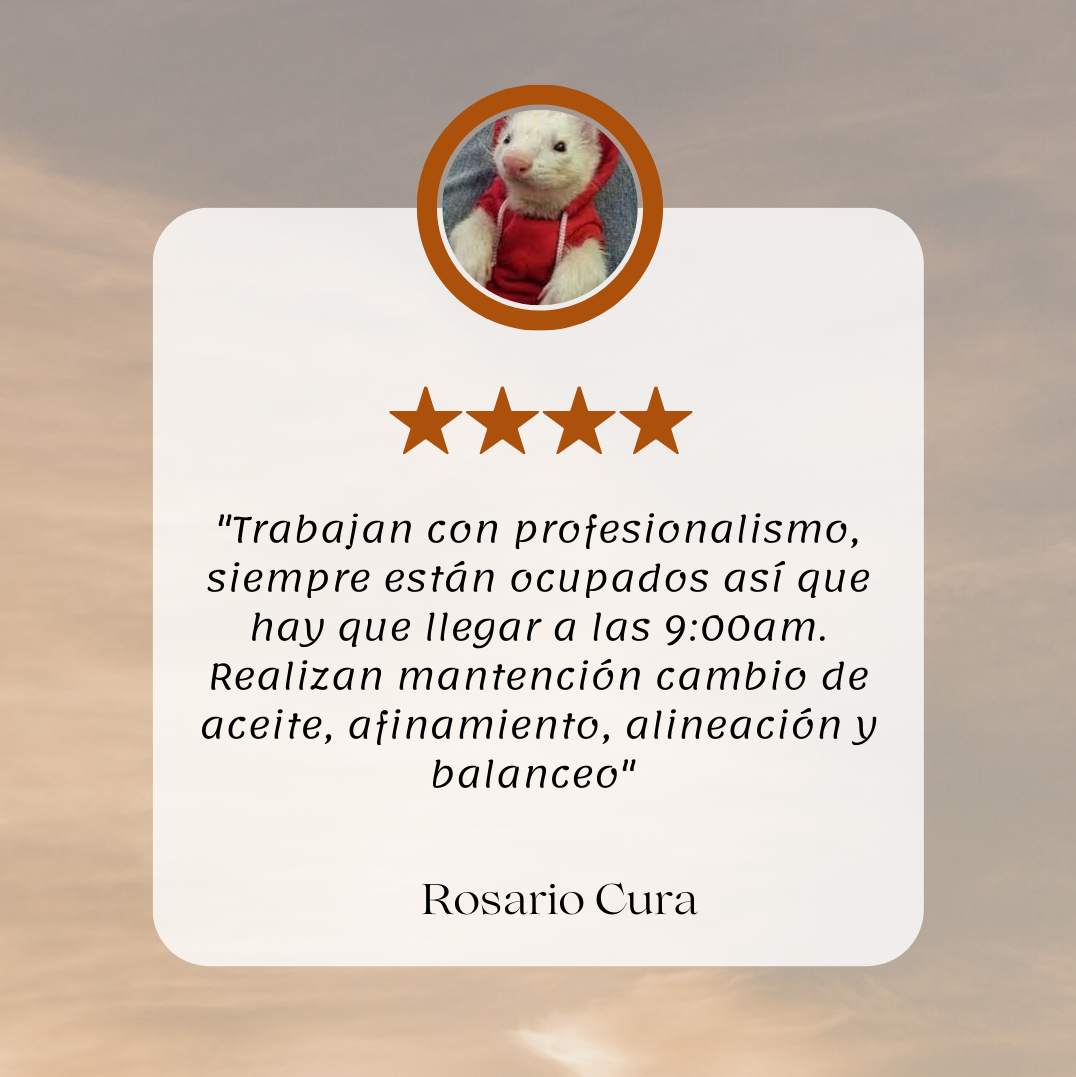 "Trabajan con profesionalismo,
siempre están ocupados así que
hay que llegar a las 9:00am.
Realizan mantención cambio de
aceite, afinamiento, alineación y
balanceo"
Rosario Cura